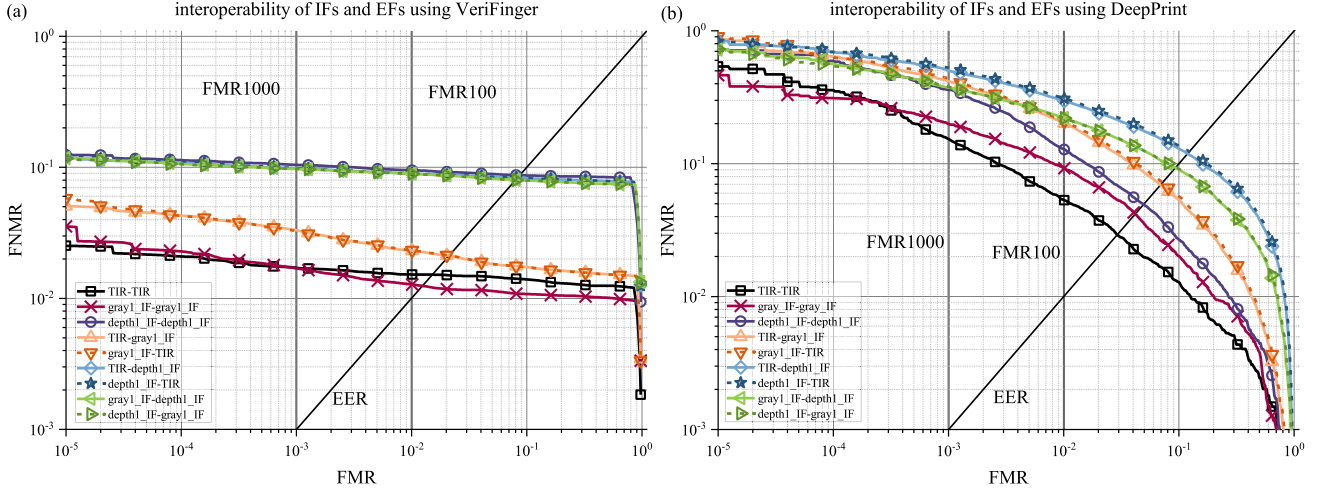 (a)
interoperability of IFs and EFs using VeriFinger
10^0
10^-1
10^-2
10^-3
FNMR
FMR1000
FMR100
EER
TIR-TIR
gray1_IF-gray1_IF
depth1_IF-depth1_IF
TIR-gray1_IF
gray1_IF-TIR
TIR-depth1_IF
depth1_IF-TIR
gray1_IF-depth1_IF
depth1_IF-gray1_IF
10^-5 10^-4 10^-3 10^-2 10^-1 10^0
FMR
(b)
interoperability of IFs and EFs using DeepPrint
10^0
10^-1
10^-2
10^-3
FNMR
FMR1000
FMR100
EER
TIR-TIR
gray_IF-gray_IF
depth1_IF-depth1_IF
TIR-gray1_IF
gray1_IF-TIR
TIR-depth1_IF
depth1_IF-TIR
gray1_IF-depth1_IF
depth1_IF-gray1_IF
10^-5 10^-4 10^-3 10^-2 10^-1 10^0
FMR